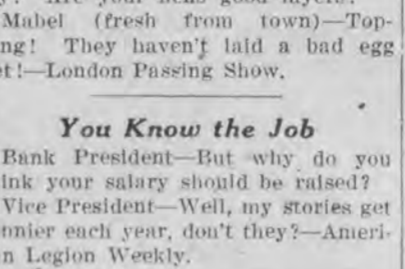 Mabel (fresh from town)—Top-
ng! They haven't laid a bad egg
et!—London Passing Show.
You Know the Job
Bank President—But why do you
ink your salary should be raised?
Vice President—Well, my stories get
nnier each year, don't they?—Ameri-
n Legion Weekly.